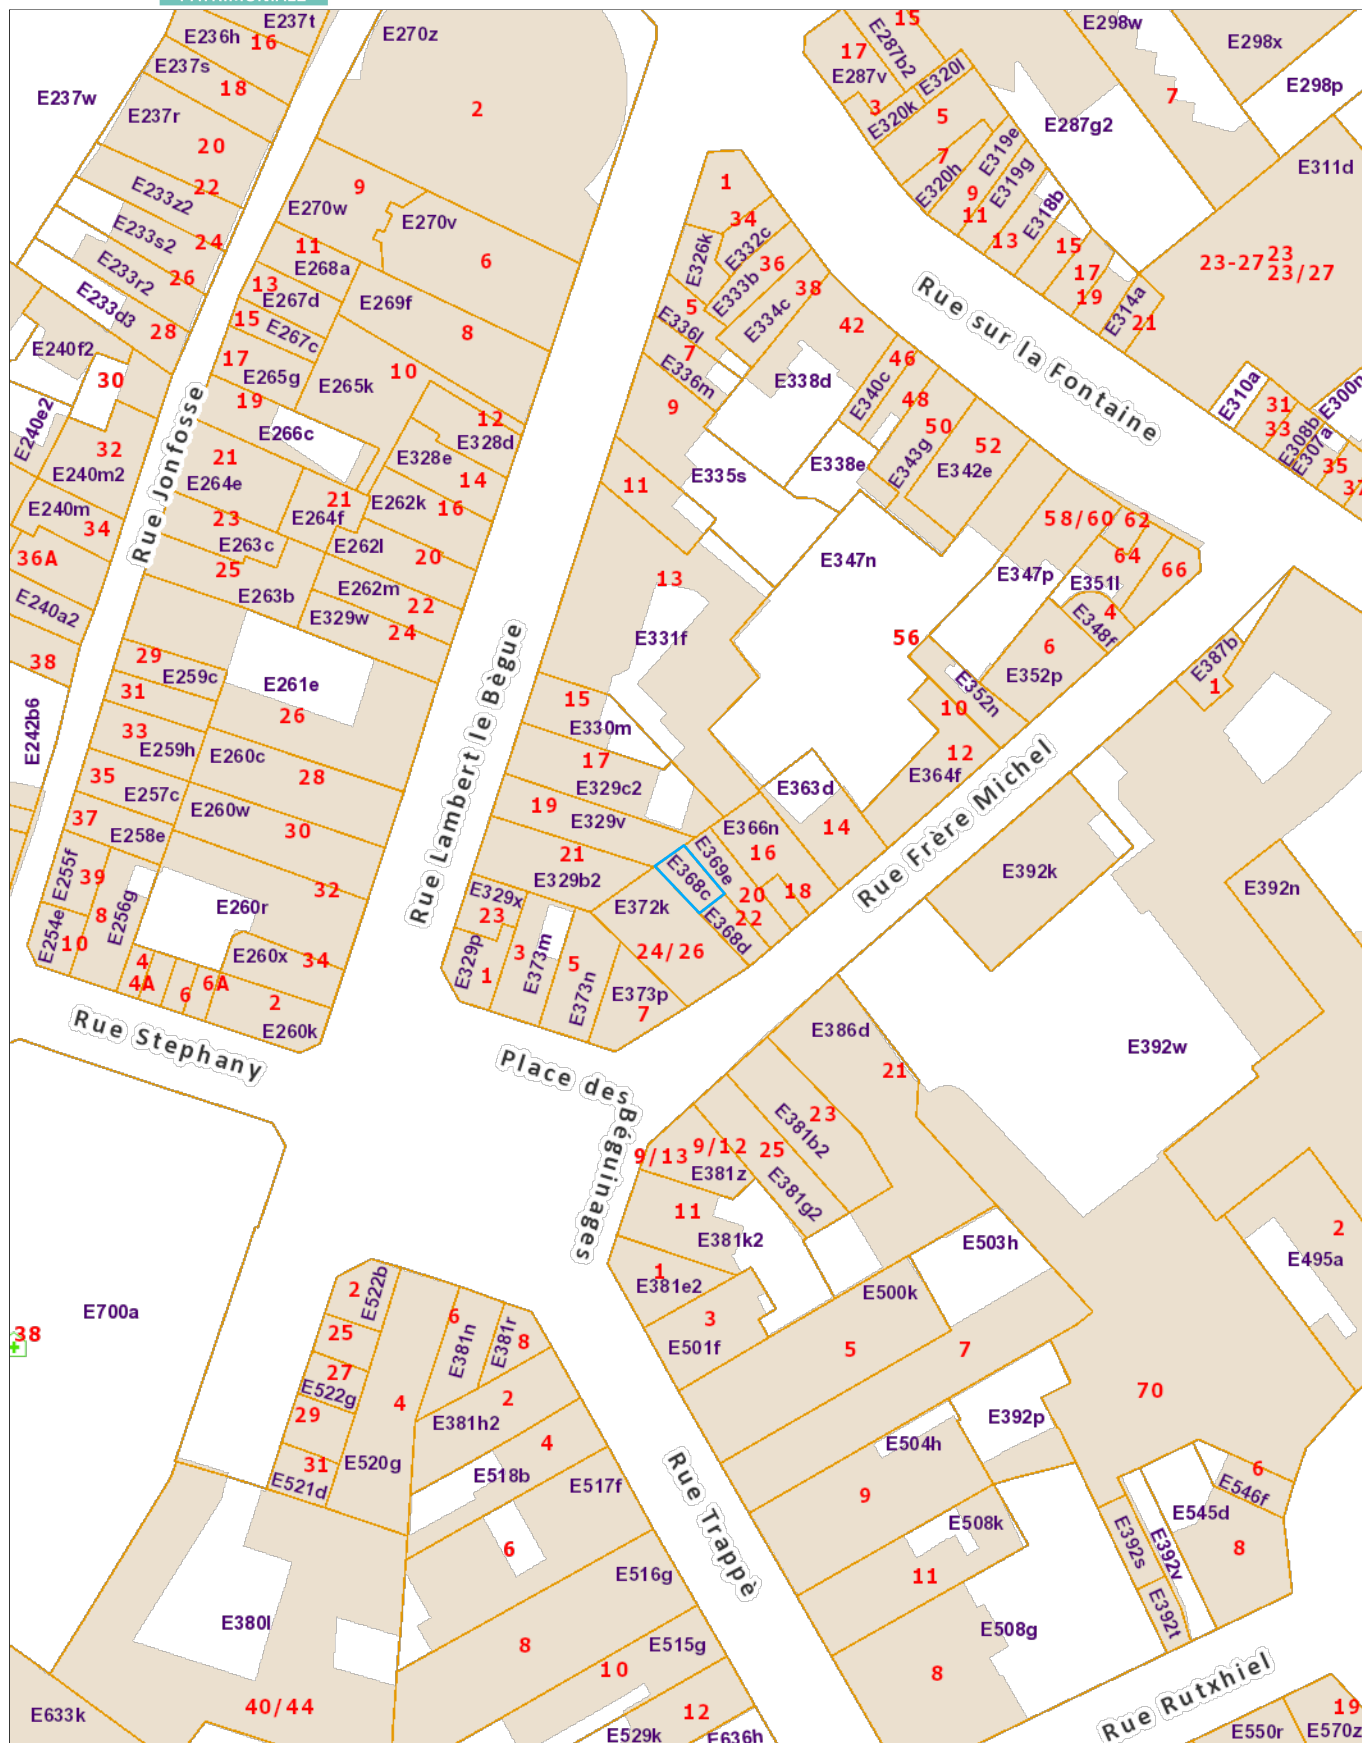 E237t
E236h
16
E237s
18
E237w
E237r
20
22
E233z2
E233s2
24
E233r2
26
E233d3
28
E240f2
30
E240e2
32
E240m2
E240m
34
36A
E240a2
38
E242b6
Rue Jonfosse
E270z
2
9
E270w
E270v
6
11
E268a
13
E267d
E269f
15
E267c
8
17
E265g
E265k
10
19
E266c
12
E328d
E328e
21
E264e
14
21
E262k
16
E264f
23
E263c
E262l
20
25
E263b
E262m
22
E329w
24
29
E259c
31
E261e
26
33
E259h
E260c
28
35
E257c
E260w
37
30
E258e
E255f
39
8
E256g
32
E260r
E254e
10
E260x
34
4
4A
6
6A
2
E260k
Rue Stephany
Rue Lambert le Bègue
1
34
E332c
E326k
36
E333b
38
E334c
5
E336l
7
E336m
9
42
E338d
46
E340c
48
50
E343g
52
E342e
E338e
E335s
11
13
E331f
E347n
58/60
62
64
E347p
E351l
66
4
E348f
6
E352p
56
E352n
10
12
E364f
15
E330m
17
E329c2
19
E329v
21
E329b2
E329x
23
E329p
1
3
E373m
5
E373n
E373p
7
E363d
14
E366n
16
E369e
E368c
20
18
22
E368d
E372k
24/26
Rue Frère Michel
Rue sur la Fontaine
15
17
E287v
E287b2
E320l
3
E320k
5
7
E320h
E319e
9
E319g
11
E318b
13
15
17
19
E314a
21
E287g2
E298w
E298x
E298p
7
E311d
23-27
23
23/27
E310a
31
33
E308b
E307a
E300n
35
37
E387b
1
E392k
E392n
E392w
Place des
Béguinages
E386d
21
23
E381b2
25
E381g2
9/13
9/12
E381z
11
E381k2
1
E381e2
3
E501f
E503h
E500k
5
7
E495a
2
70
E392p
E504h
9
E508k
11
E508g
8
6
E546f
E545d
8
E392s
E392v
E392t
Rue Rutxhiel
E550r
19
E570z
Rue Trappè
E700a
38
2
E522b
25
27
E522g
29
31
E521d
4
E520g
6
E381n
E381r
8
2
E381h2
4
E518b
E517f
6
E516g
8
E515g
10
12
E529k
E636h
E380l
40/44
E633k